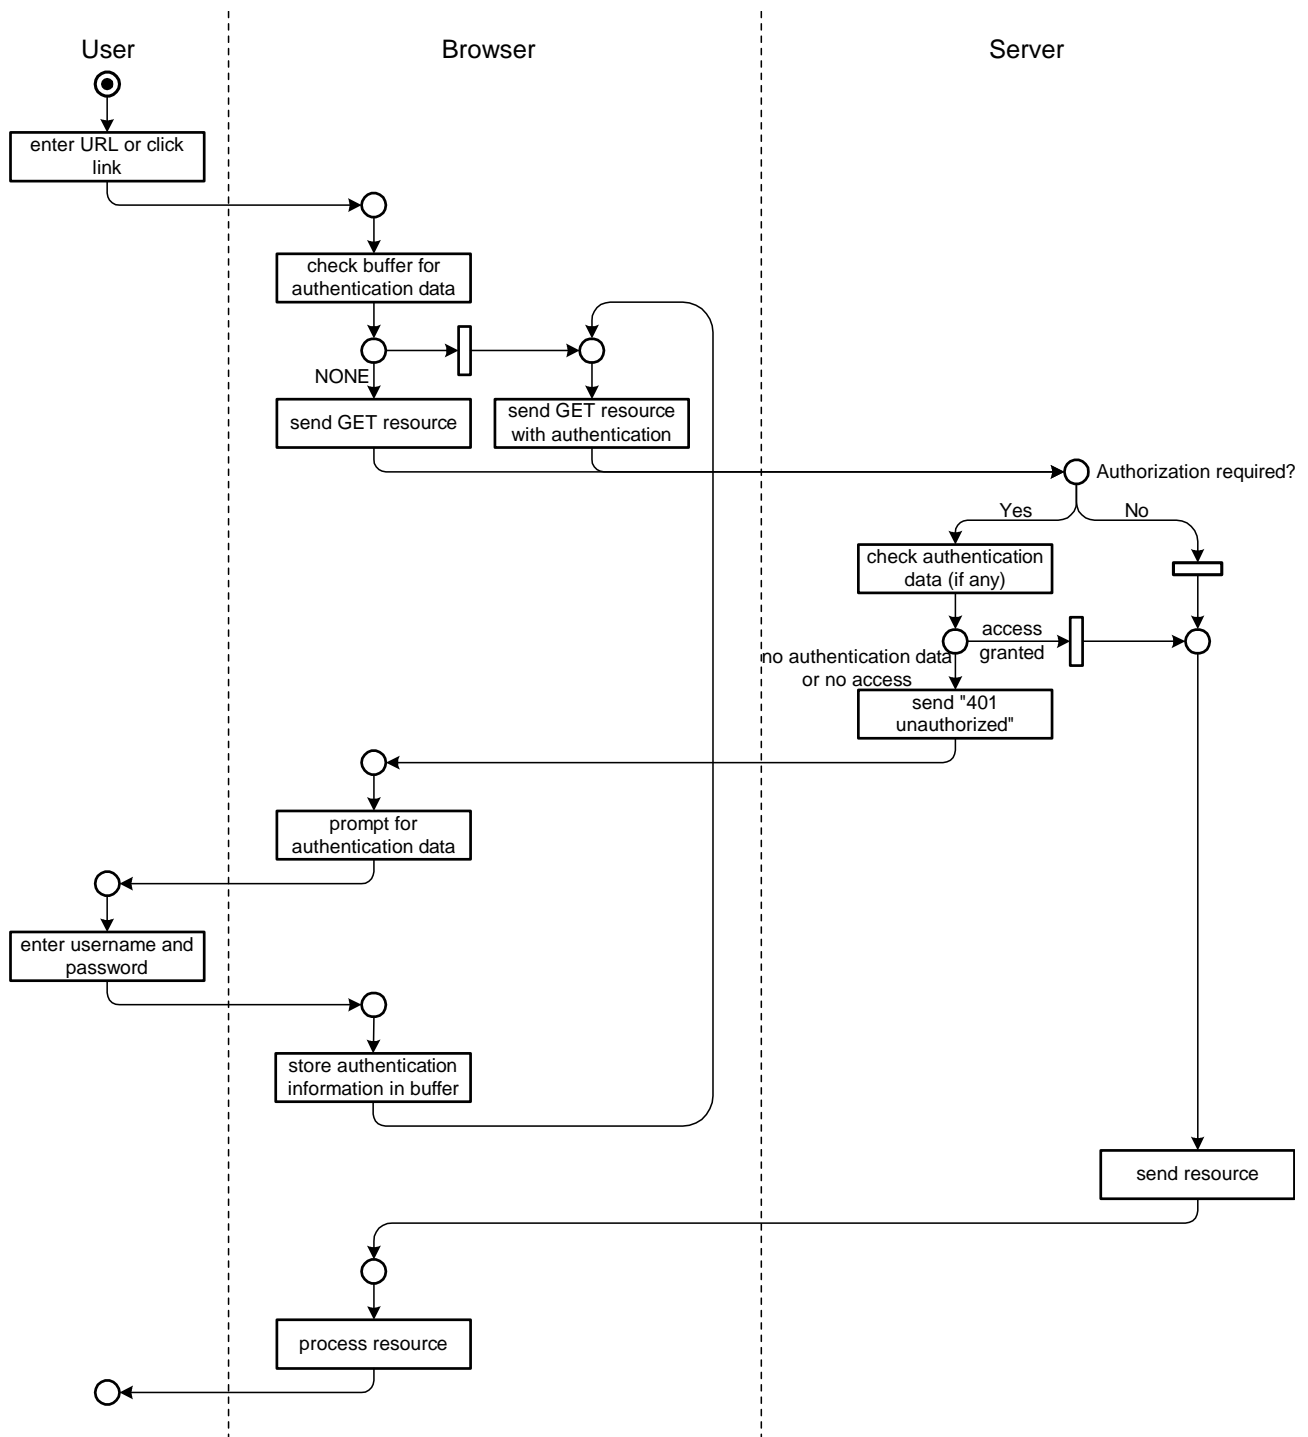 User
Browser
Server
enter URL or click
link
check buffer for
authentication data
NONE
send GET resource
send GET resource
with authentication
Authorization required?
Yes
No
check authentication
data (if any)
access
granted
no authentication data
or no access
send "401
unauthorized"
prompt for
authentication data
enter username and
password
store authentication
information in buffer
send resource
process resource